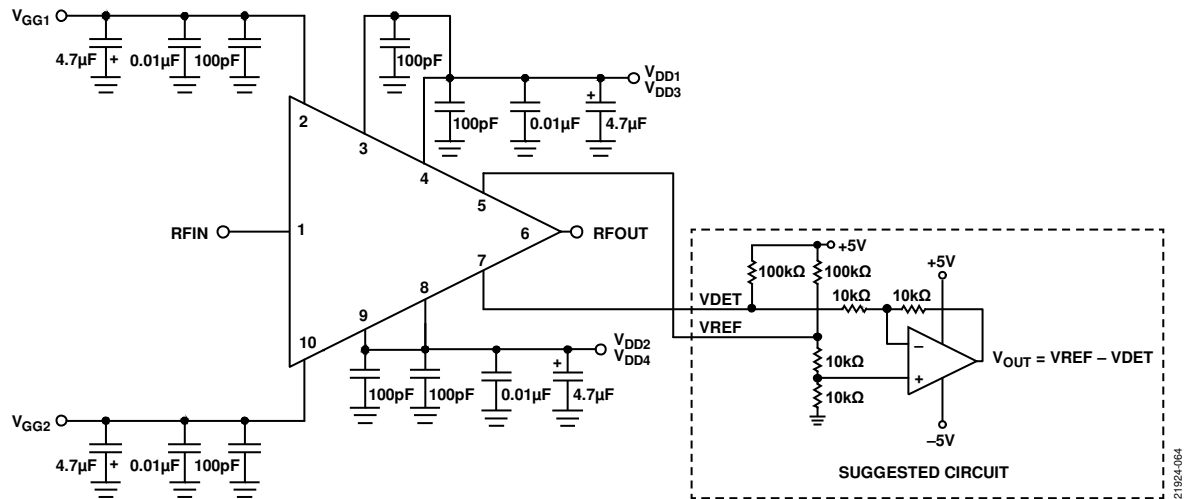 VGG1
4.7µF + 0.01µF 100pF
100pF
VDD1
VDD3
100pF 0.01µF + 4.7µF
2
3
4
5
RFIN 1 6 RFOUT
7
8
9
10
VDD2
VDD4
100pF 100pF 0.01µF + 4.7µF
VGG2
4.7µF + 0.01µF 100pF
+5V
100kΩ 100kΩ
+5V
VDET 10kΩ 10kΩ
VREF
–
+
10kΩ
10kΩ
VOUT = VREF – VDET
–5V
SUGGESTED CIRCUIT
21924-064